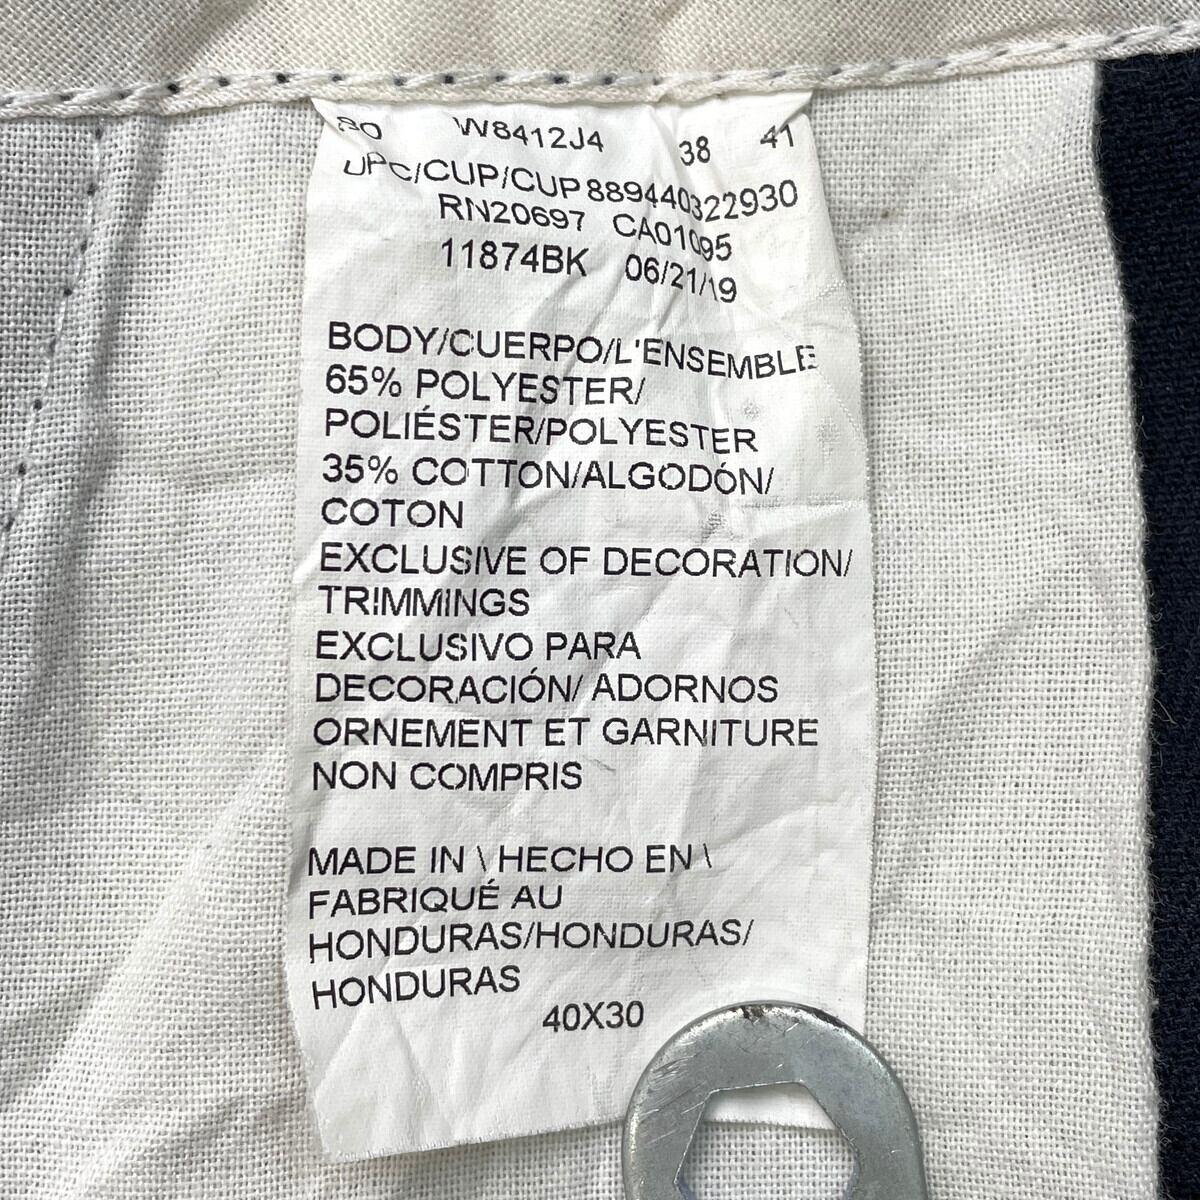 80 W8412J4 38 41
UPC/CUP/CUP 889440322930
RN20697 CA01095
11874BK 06/21/19
BODY/CUERPO/L'ENSEMBLE
65% POLYESTER/
POLIÉSTER/POLYESTER
35% COTTON/ALGODÓN/
COTON
EXCLUSIVE OF DECORATION/
TRIMMINGS
EXCLUSIVO PARA
DECORACIÓN/ ADORNOS
ORNEMENT ET GARNITURE
NON COMPRIS
MADE IN \ HECHO EN \
FABRIQUÉ AU
HONDURAS/HONDURAS/
HONDURAS
40X30